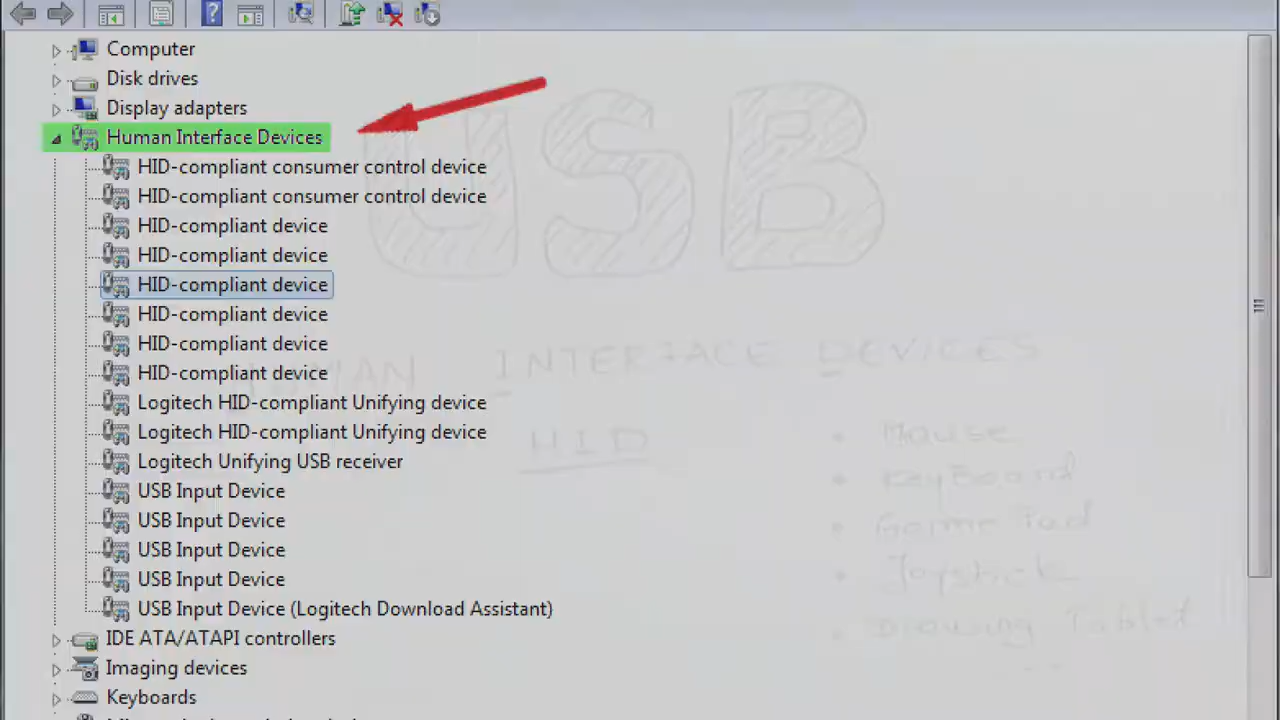 Computer
Disk drives
Display adapters
Human Interface Devices
HID-compliant consumer control device
HID-compliant consumer control device
HID-compliant device
HID-compliant device
HID-compliant device
HID-compliant device
HID-compliant device
HID-compliant device
Logitech HID-compliant Unifying device
Logitech HID-compliant Unifying device
Logitech Unifying USB receiver
USB Input Device
USB Input Device
USB Input Device
USB Input Device
USB Input Device (Logitech Download Assistant)
IDE ATA/ATAPI controllers
Imaging devices
Keyboards
USB
HUMAN INTERFACE DEVICES
HID
Mouse
KeyBoard
Game Pad
Joystick
Drawing Tablet